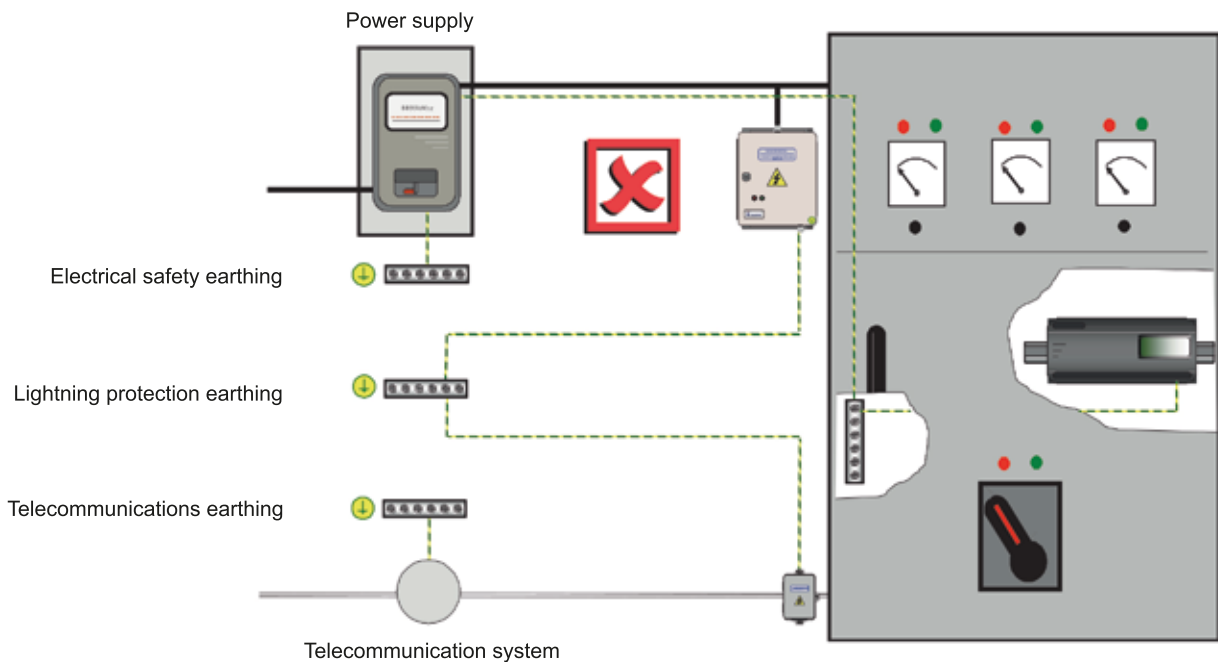 Power supply
Electrical safety earthing
Lightning protection earthing
Telecommunications earthing
Telecommunication system